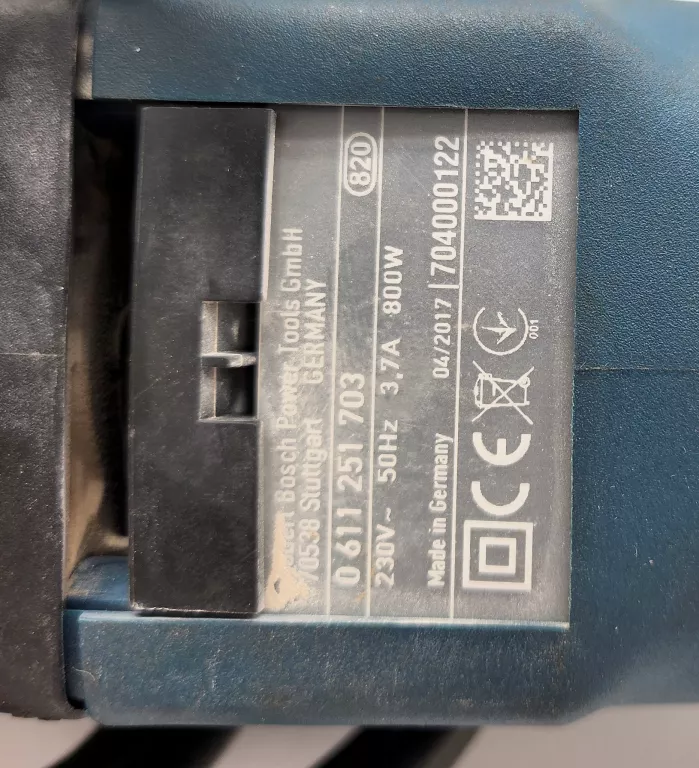 Bosch Power Tools GmbH
70538 Stuttgart GERMANY
0 611 251 703 820
230V~ 50Hz 3,7A 800W
Made in Germany 04/2017 | 704000122
CE 001